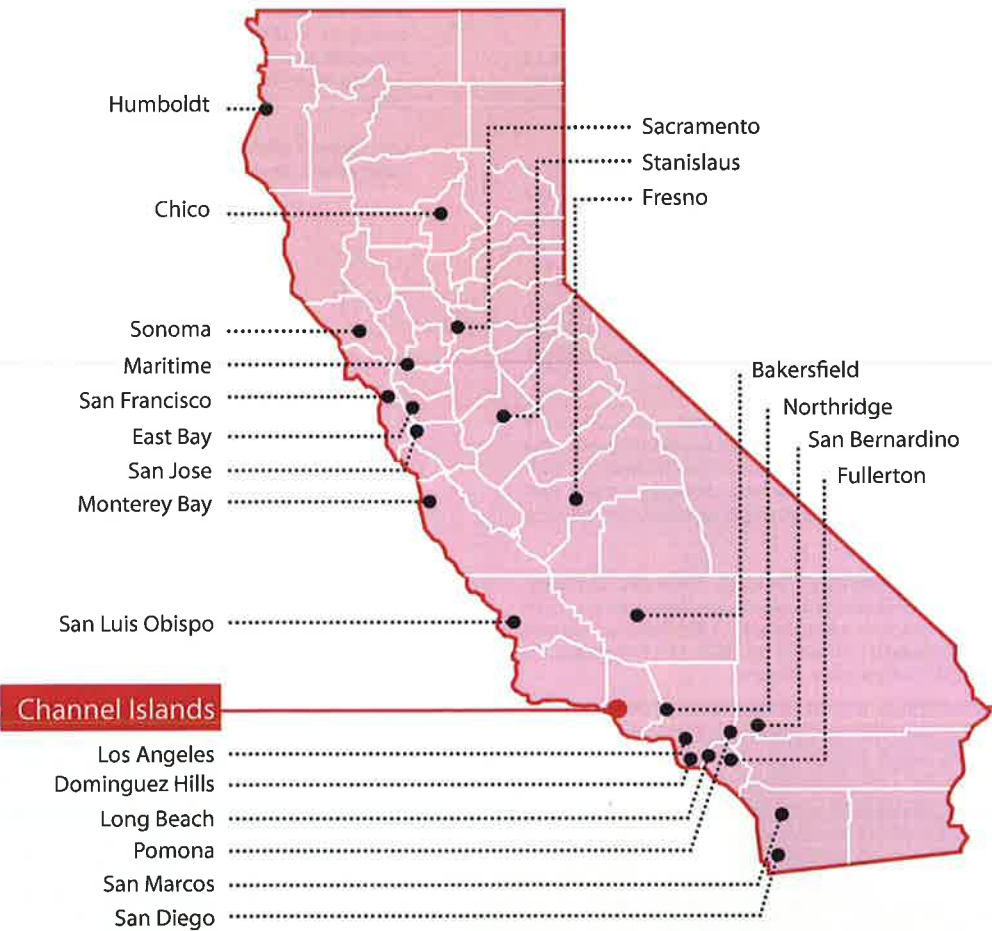 Humboldt
Sacramento
Stanislaus
Fresno
Chico
Sonoma
Maritime
San Francisco
East Bay
San Jose
Monterey Bay
Bakersfield
Northridge
San Bernardino
Fullerton
San Luis Obispo
Channel Islands
Los Angeles
Dominguez Hills
Long Beach
Pomona
San Marcos
San Diego